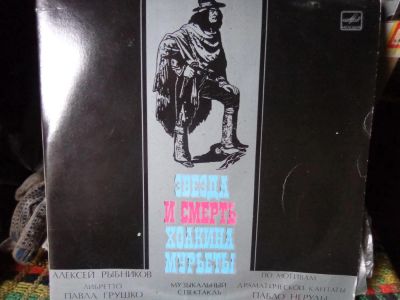 ЗВЕЗДА
И СМЕРТЬ
ХОАКИНА
МУРЬЕТЫ
АЛЕКСЕЙ РЫБНИКОВ
ЛИБРЕТТО
ПАВЛА ГРУШКО
МУЗЫКАЛЬНЫЙ
СПЕКТАКЛЬ
ПО МОТИВАМ
ДРАМАТИЧЕСКОЙ КАНТАТЫ
ПАБЛО НЕРУДЫ